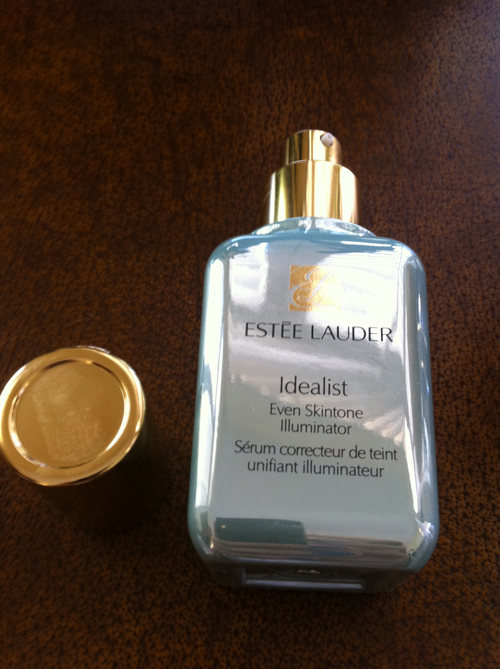 ESTĒE LAUDER
Idealist
Even Skintone
Illuminator
Sérum correcteur de teint
unifiant illuminateur